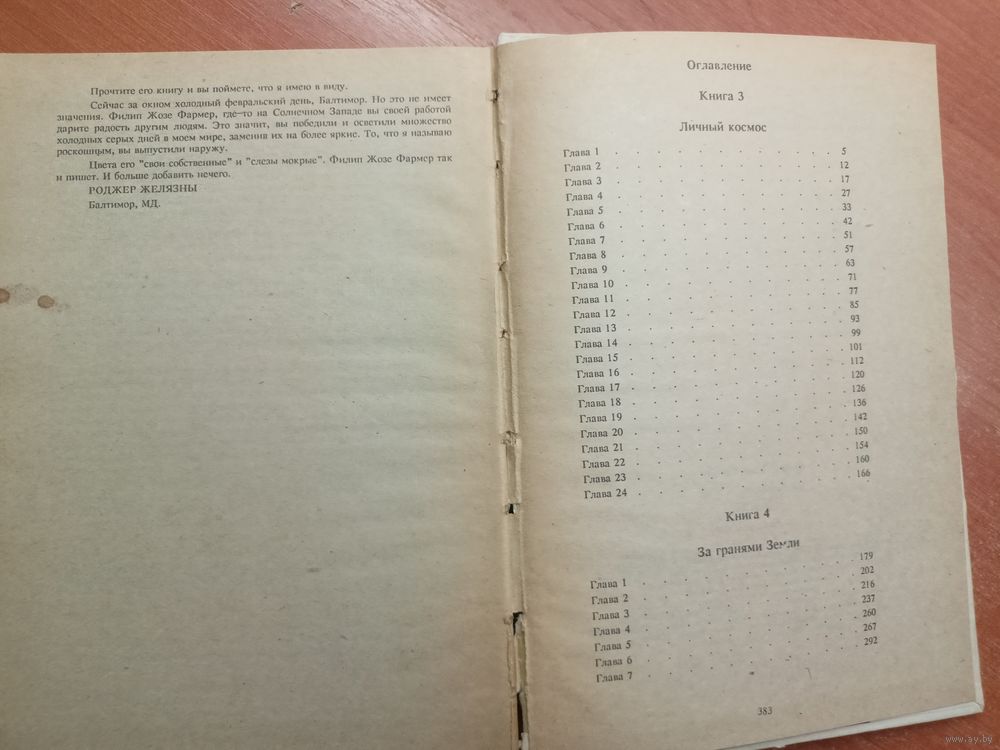 Прочтите его книгу и вы поймете, что я имею в виду.
Сейчас за окном холодный февральский день, Балтимор. Но это не имеет
значения. Филип Жозе Фармер, где-то на Солнечном Западе вы своей работой
дарите радость другим людям. Это значит, вы победили и осветили множество
холодных серых дней в моем мире, заменив их на более яркие. То, что я называю
роскошным, вы выпустили наружу.
Цвета его "свои собственные" и "слезы мокрые". Филип Жозе Фармер так
и пишет. И больше добавить нечего.
РОДЖЕР ЖЕЛЯЗНЫ
Балтимор, МД.
Оглавление
Книга 3
Личный космос
Глава 1 . . . . . . . . . . . 5
Глава 2 . . . . . . . . . . . 12
Глава 3 . . . . . . . . . . . 17
Глава 4 . . . . . . . . . . . 27
Глава 5 . . . . . . . . . . . 33
Глава 6 . . . . . . . . . . . 42
Глава 7 . . . . . . . . . . . 51
Глава 8 . . . . . . . . . . . 57
Глава 9 . . . . . . . . . . . 63
Глава 10 . . . . . . . . . . . 71
Глава 11 . . . . . . . . . . . 77
Глава 12 . . . . . . . . . . . 85
Глава 13 . . . . . . . . . . . 93
Глава 14 . . . . . . . . . . . 99
Глава 15 . . . . . . . . . . . 101
Глава 16 . . . . . . . . . . . 112
Глава 17 . . . . . . . . . . . 120
Глава 18 . . . . . . . . . . . 126
Глава 19 . . . . . . . . . . . 136
Глава 20 . . . . . . . . . . . 142
Глава 21 . . . . . . . . . . . 150
Глава 22 . . . . . . . . . . . 154
Глава 23 . . . . . . . . . . . 160
Глава 24 . . . . . . . . . . . 166
Книга 4
За гранями Земли
Глава 1 . . . . . . . . . . . 179
Глава 2 . . . . . . . . . . . 202
Глава 3 . . . . . . . . . . . 216
Глава 4 . . . . . . . . . . . 237
Глава 5 . . . . . . . . . . . 260
Глава 6 . . . . . . . . . . . 267
Глава 7 . . . . . . . . . . . 292
383
www.ay.by